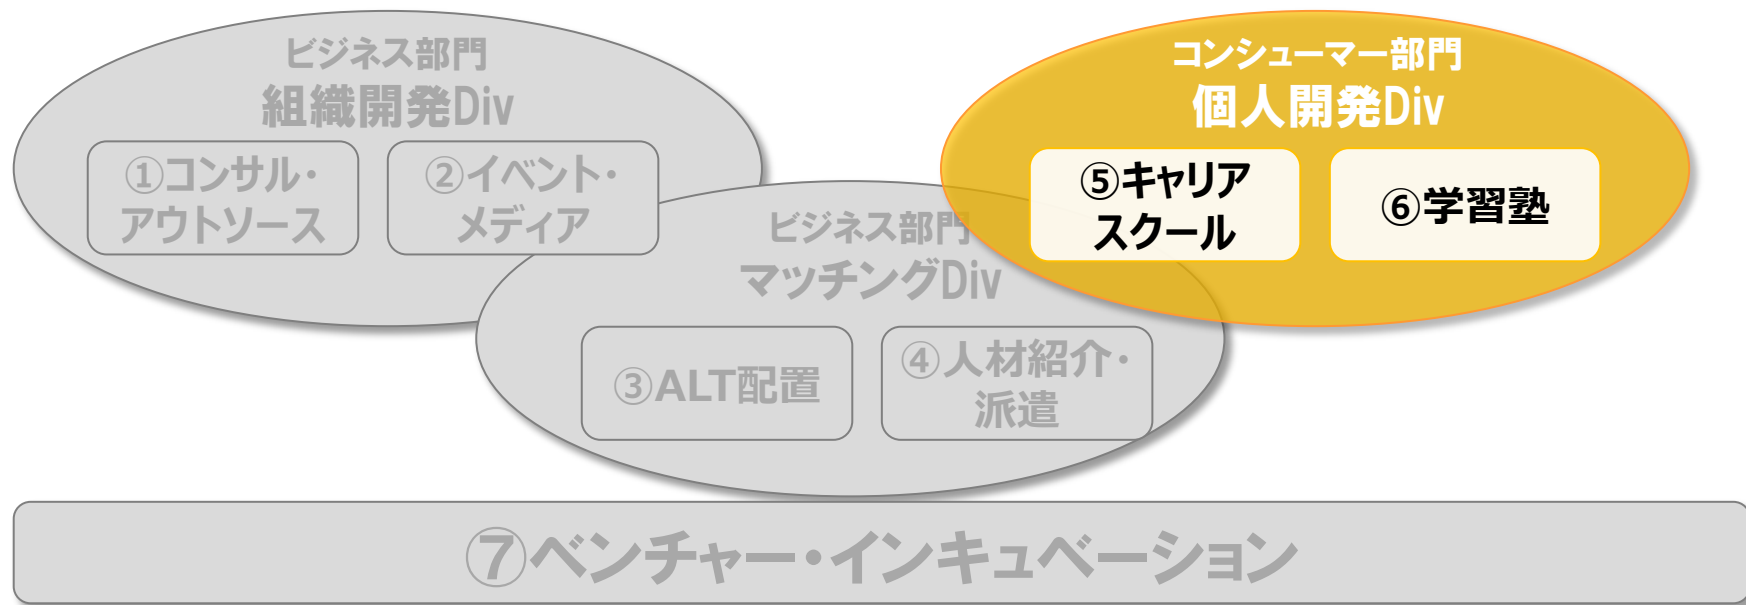 ビジネス部門
組織開発Div
①コンサル・
アウトソース
②イベント・
メディア
ビジネス部門
マッチングDiv
③ALT配置
④人材紹介・
派遣
コンシューマー部門
個人開発Div
⑤キャリア
スクール
⑥学習塾
⑦ベンチャー・インキュベーション